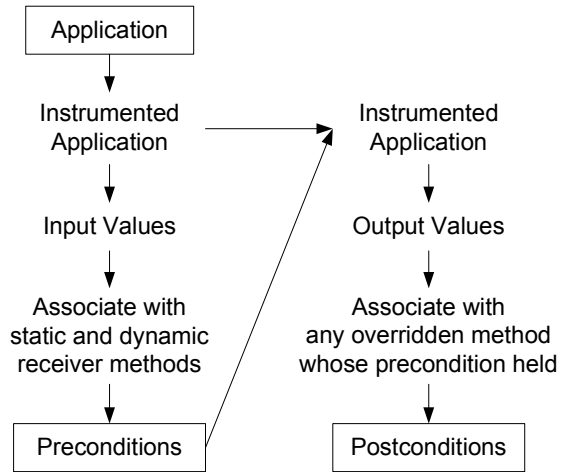 Application
Instrumented
Application
Input Values
Associate with
static and dynamic
receiver methods
Preconditions
Instrumented
Application
Output Values
Associate with
any overridden method
whose precondition held
Postconditions